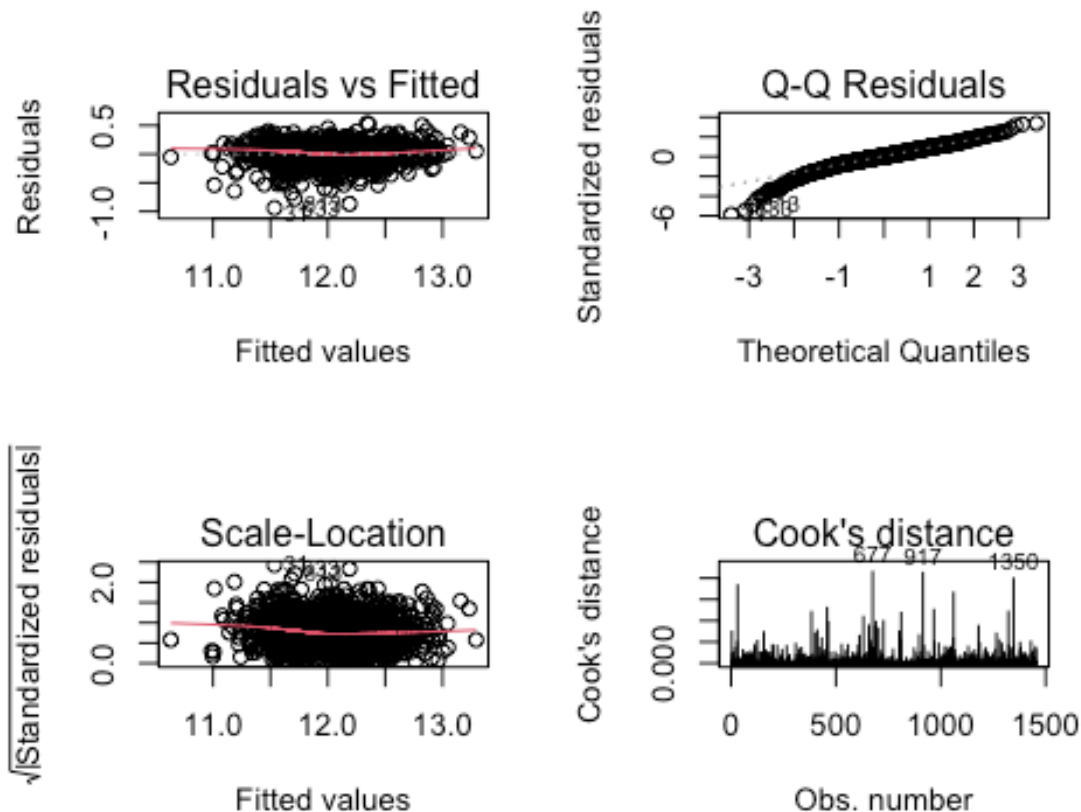 Residuals vs Fitted
Residuals
0.5
-1.0
11.0 12.0 13.0
Fitted values
Q-Q Residuals
Standardized residuals
0
-6
-3 -1 1 2 3
Theoretical Quantiles
Scale-Location
√|Standardized residuals|
2.0
0.0
11.0 12.0 13.0
Fitted values
Cook's distance
Cook's distance
677 917 1350
0.000
0 500 1000 1500
Obs. number